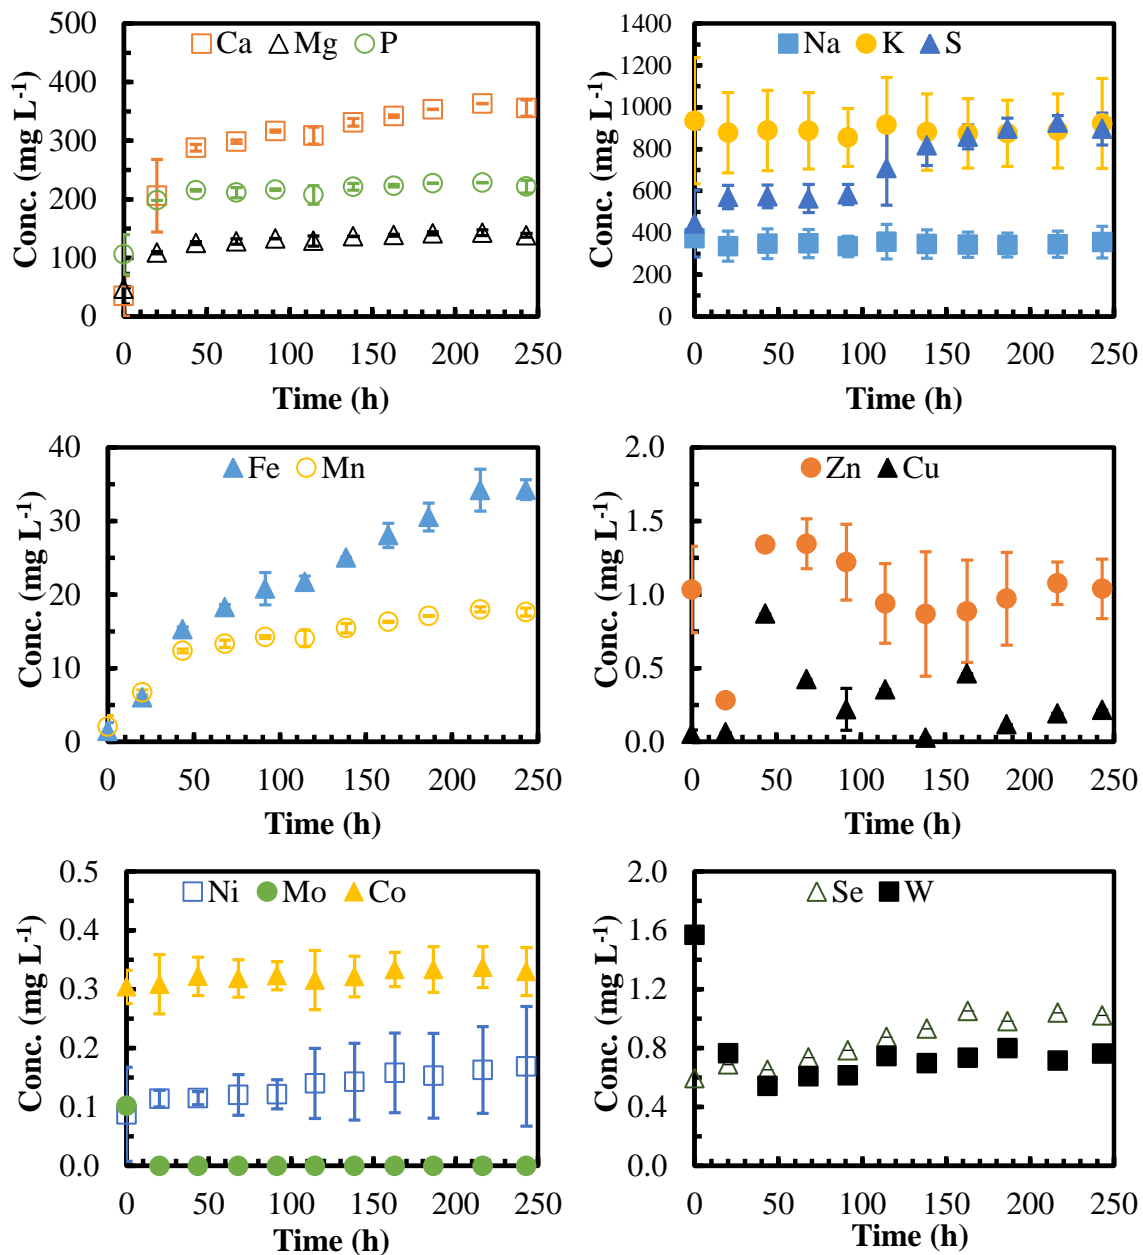 Ca Mg P
Conc. (mg L-1)
500
400
300
200
100
0
0 50 100 150 200 250
Time (h)
Na K S
Conc. (mg L-1)
1400
1200
1000
800
600
400
200
0
0 50 100 150 200 250
Time (h)
Fe Mn
Conc. (mg L-1)
40
30
20
10
0
0 50 100 150 200 250
Time (h)
Zn Cu
Conc. (mg L-1)
2.0
1.5
1.0
0.5
0.0
0 50 100 150 200 250
Time (h)
Ni Mo Co
Conc. (mg L-1)
0.5
0.4
0.3
0.2
0.1
0.0
0 50 100 150 200 250
Time (h)
Se W
Conc. (mg L-1)
2.0
1.6
1.2
0.8
0.4
0.0
0 50 100 150 200 250
Time (h)